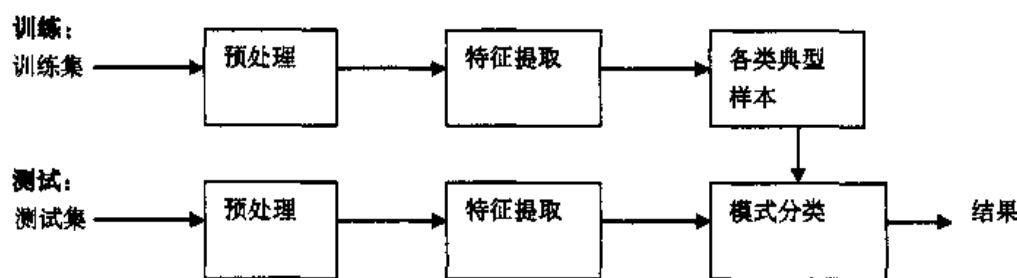 训练：
训练集
预处理
特征提取
各类典型
样本
测试：
测试集
预处理
特征提取
模式分类
结果